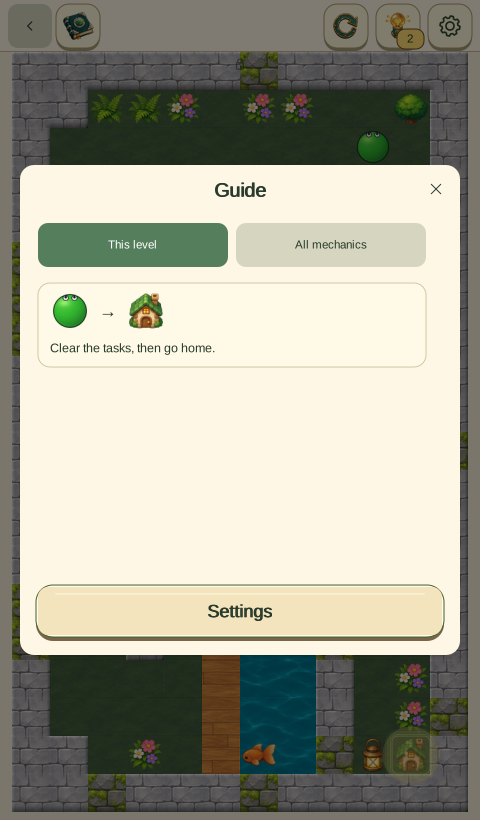 2
Guide
This level
All mechanics
→
Clear the tasks, then go home.
Settings